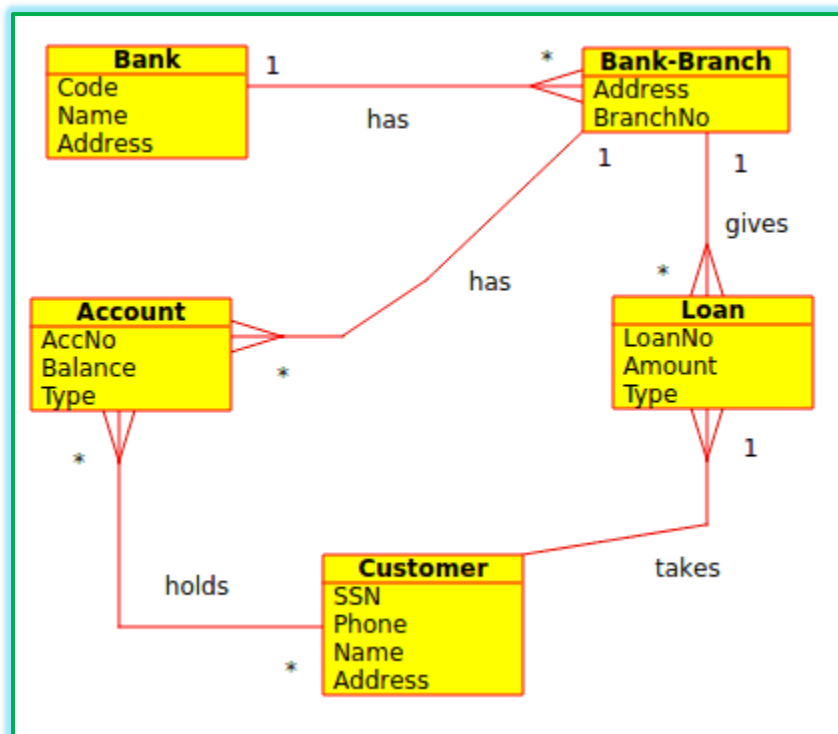 Bank
Code
Name
Address
1
has
*
Bank-Branch
Address
BranchNo
1
1
gives
has
*
*
Account
AccNo
Balance
Type
Loan
LoanNo
Amount
Type
*
1
holds
takes
*
Customer
SSN
Phone
Name
Address